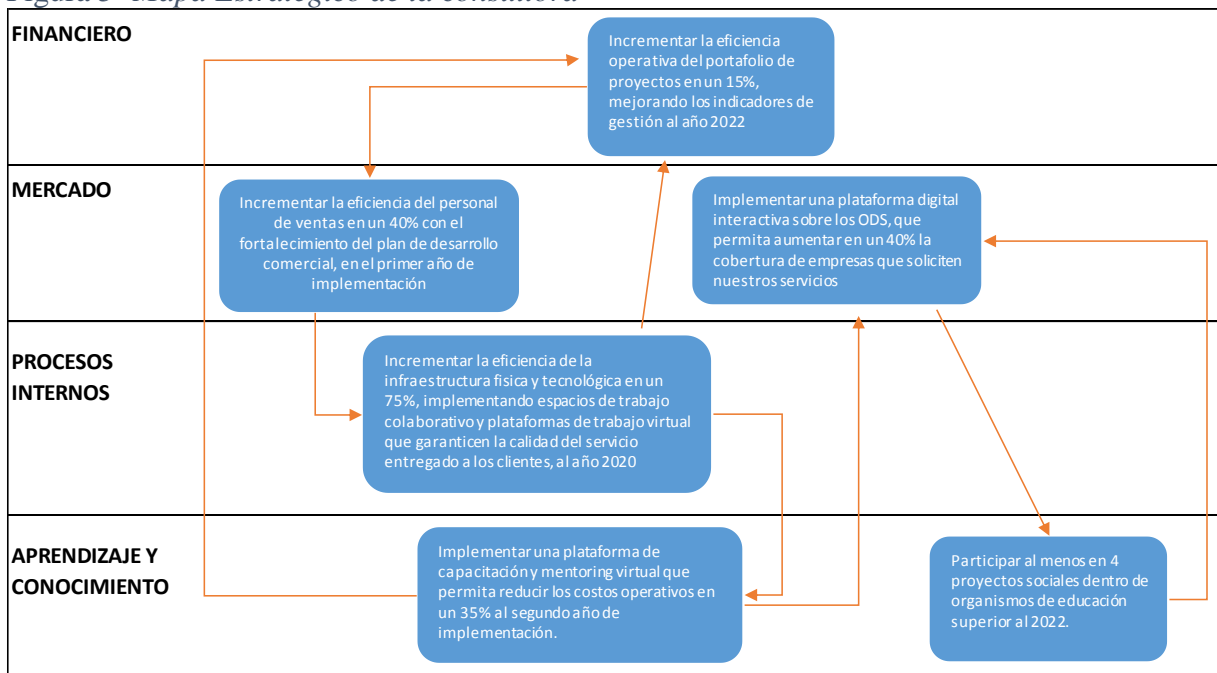 Figura 3 Mapa Estratégico de la consultora
FINANCIERO
Incrementar la eficiencia
operativa del portafolio de
proyectos en un 15%,
mejorando los indicadores de
gestión al año 2022
MERCADO
Incrementar la eficiencia del personal
de ventas en un 40% con el
fortalecimiento del plan de desarrollo
comercial, en el primer año de
implementación
Implementar una plataforma digital
interactiva sobre los ODS, que
permita aumentar en un 40% la
cobertura de empresas que soliciten
nuestros servicios
PROCESOS
INTERNOS
Incrementar la eficiencia de la
infraestructura fisica y tecnológica en un
75%, implementando espacios de trabajo
colaborativo y plataformas de trabajo virtual
que garanticen la calidad del servicio
entregado a los clientes, al año 2020
APRENDIZAJE Y
CONOCIMIENTO
Implementar una plataforma de
capacitación y mentoring virtual que
permita reducir los costos operativos en
un 35% al segundo año de
implementación.
Participar al menos en 4
proyectos sociales dentro de
organismos de educación
superior al 2022.